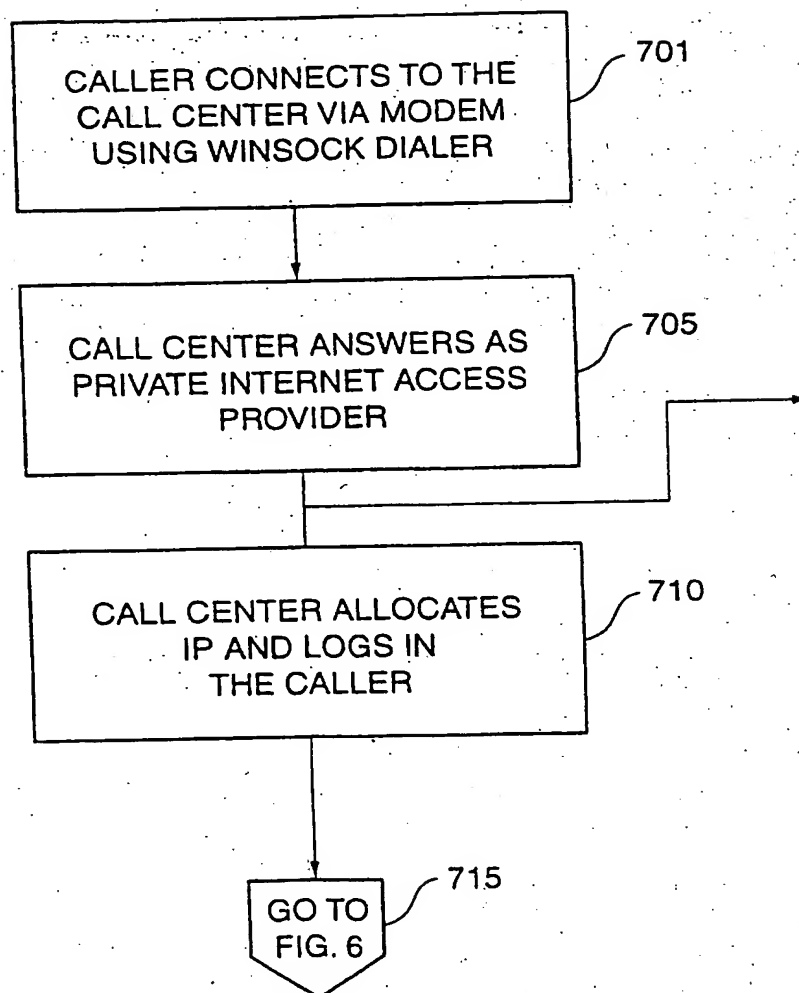 CALLER CONNECTS TO THE
CALL CENTER VIA MODEM
USING WINSOCK DIALER
701
CALL CENTER ANSWERS AS
PRIVATE INTERNET ACCESS
PROVIDER
705
CALL CENTER ALLOCATES
IP AND LOGS IN
THE CALLER
710
GO TO
FIG. 6
715